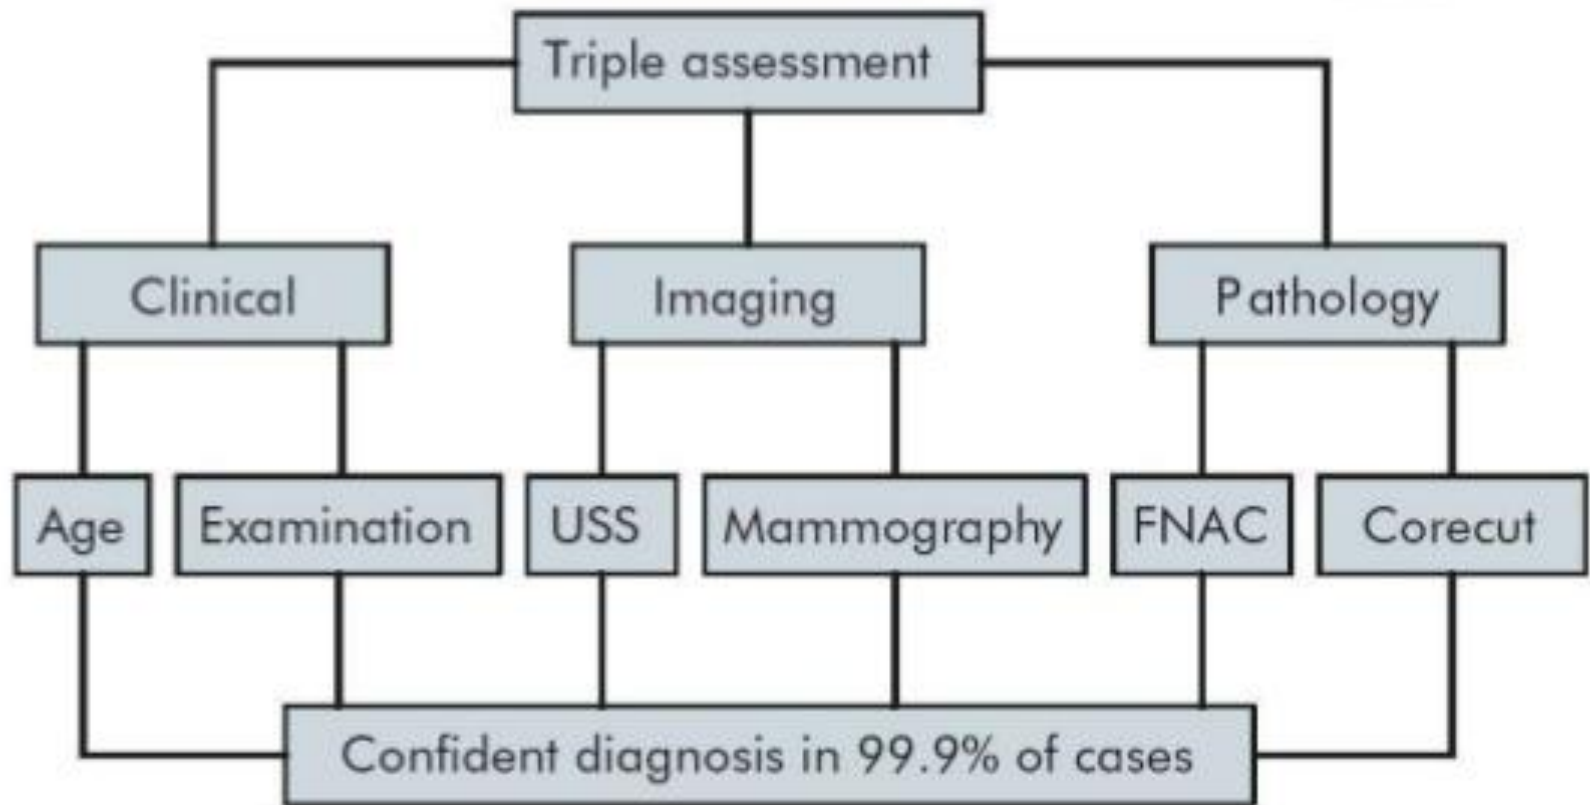 Triple assessment
Clinical
Imaging
Pathology
Age
Examination
USS
Mammography
FNAC
Corecut
Confident diagnosis in 99.9% of cases